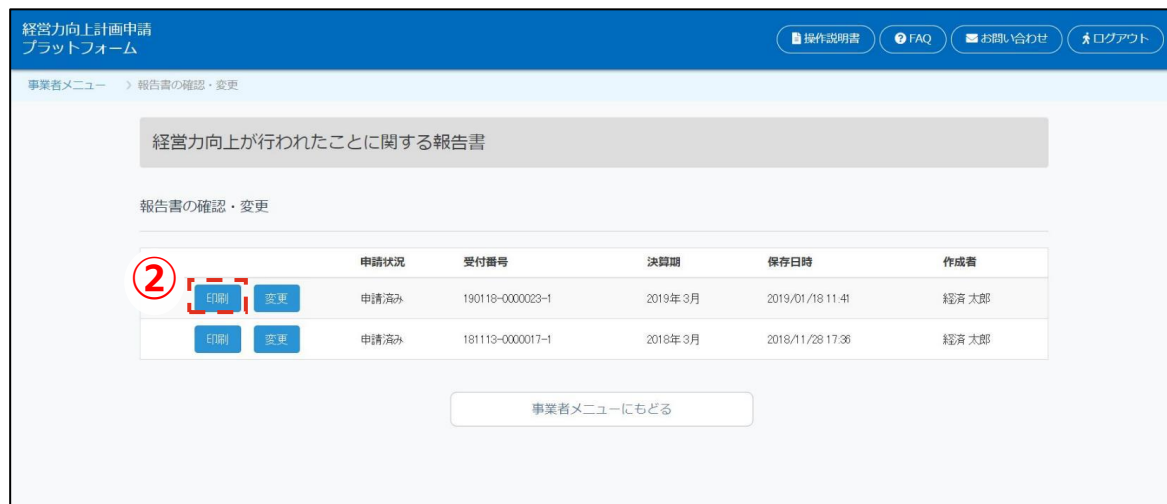 経営力向上計画申請
プラットフォーム
操作説明書 FAQ お問い合わせ ログアウト
事業者メニュー > 報告書の確認・変更
経営力向上が行われたことに関する報告書
報告書の確認・変更
申請状況 受付番号 決算期 保存日時 作成者
②
印刷 変更 申請済み 190118-0000023-1 2019年 3月 2019/01/18 11:41 経済 太郎
印刷 変更 申請済み 181113-0000017-1 2018年 3月 2018/11/28 17:36 経済 太郎
事業者メニューにもどる